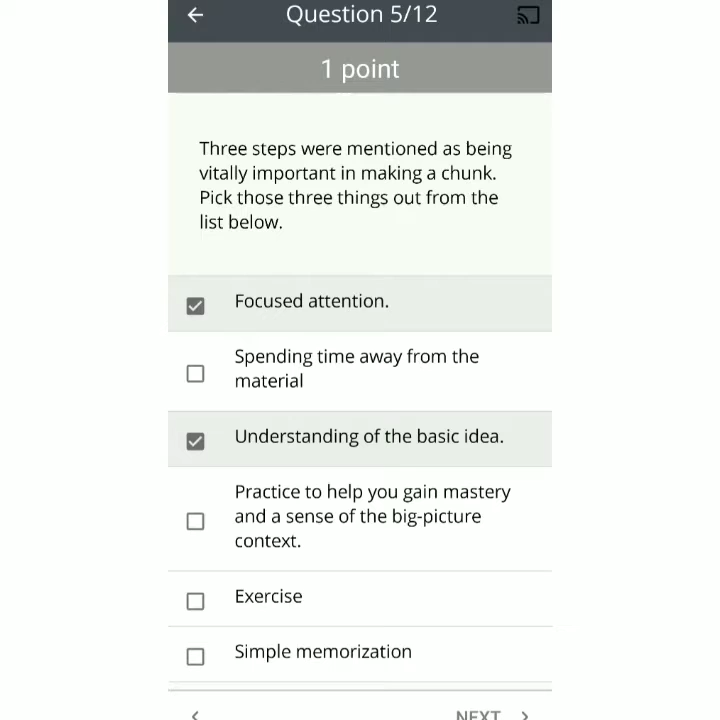 Question 5/12
1 point
Three steps were mentioned as being
vitally important in making a chunk.
Pick those three things out from the
list below.
Focused attention.
Spending time away from the
material
Understanding of the basic idea.
Practice to help you gain mastery
and a sense of the big-picture
context.
Exercise
Simple memorization
NEXT